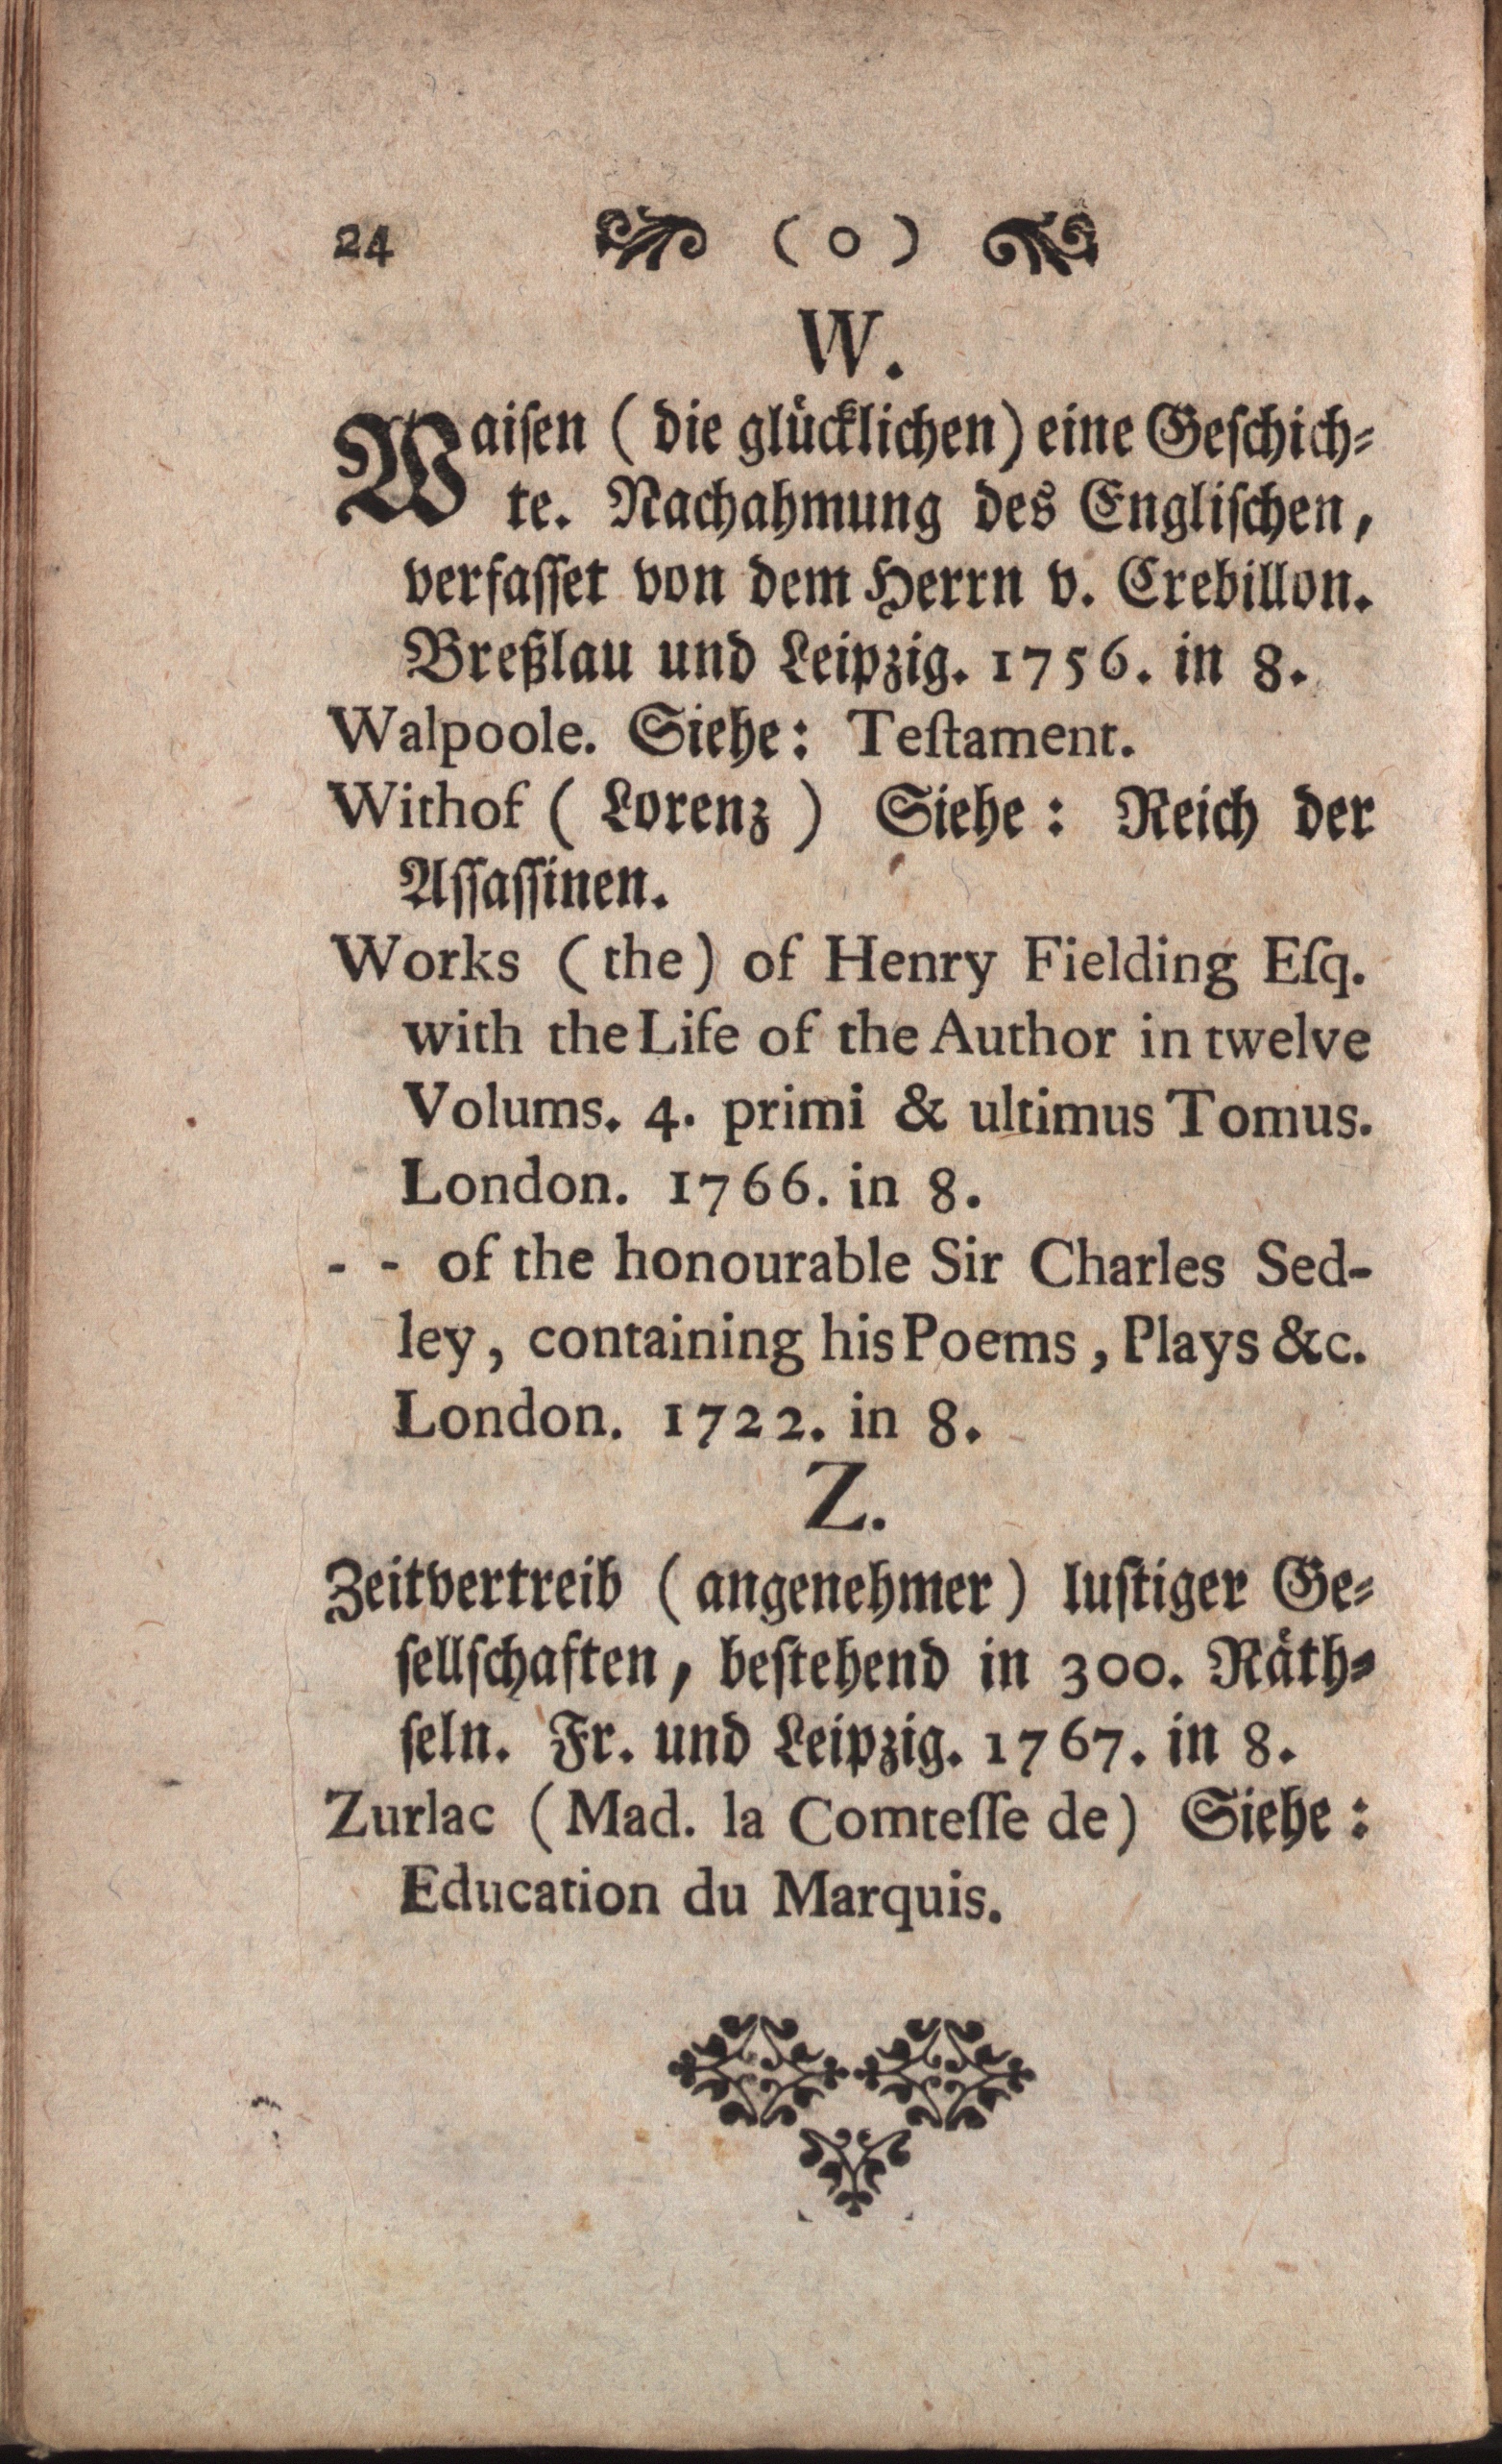 24 ( o )
W.
Waiſen ( die gluͤcklichen ) eine Geſchich⸗
te. Nachahmung des Engliſchen,
verfaſſet von dem Herrn v. Crebillon.
Breßlau und Leipzig. 1756. in 8.
Walpoole. Siehe: Teſtament.
Withof ( Lorenz ) Siehe: Reich der
Aſſaſſinen.
Works ( the ) of Henry Fielding Eſq.
with the Life of the Author in twelve
Volums. 4. primi & ultimus Tomus.
London. 1766. in 8.
- - of the honourable Sir Charles Sed-
ley, containing his Poems, Plays &c.
London. 1722. in 8.
Z.
Zeitvertreib ( angenehmer ) luſtiger Ge⸗
ſellſchaften, beſtehend in 300. Raͤth⸗
ſeln. Fr. und Leipzig. 1767. in 8.
Zurlac ( Mad. la Comteſſe de ) Siehe:
Education du Marquis.